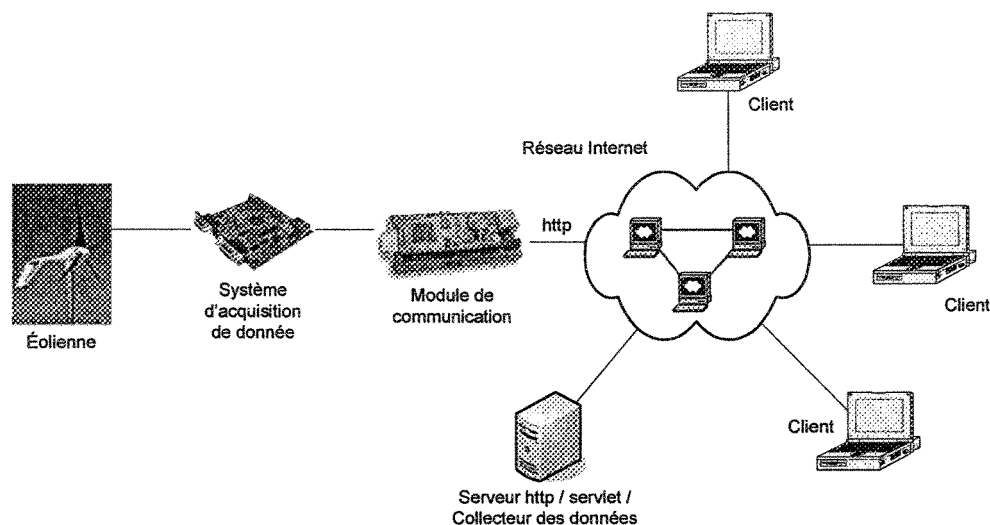 Client
Réseau Internet
http
Client
Éolienne
Système
d'acquisition
de donnée
Module de
communication
Client
Serveur http / servlet /
Collecteur des données